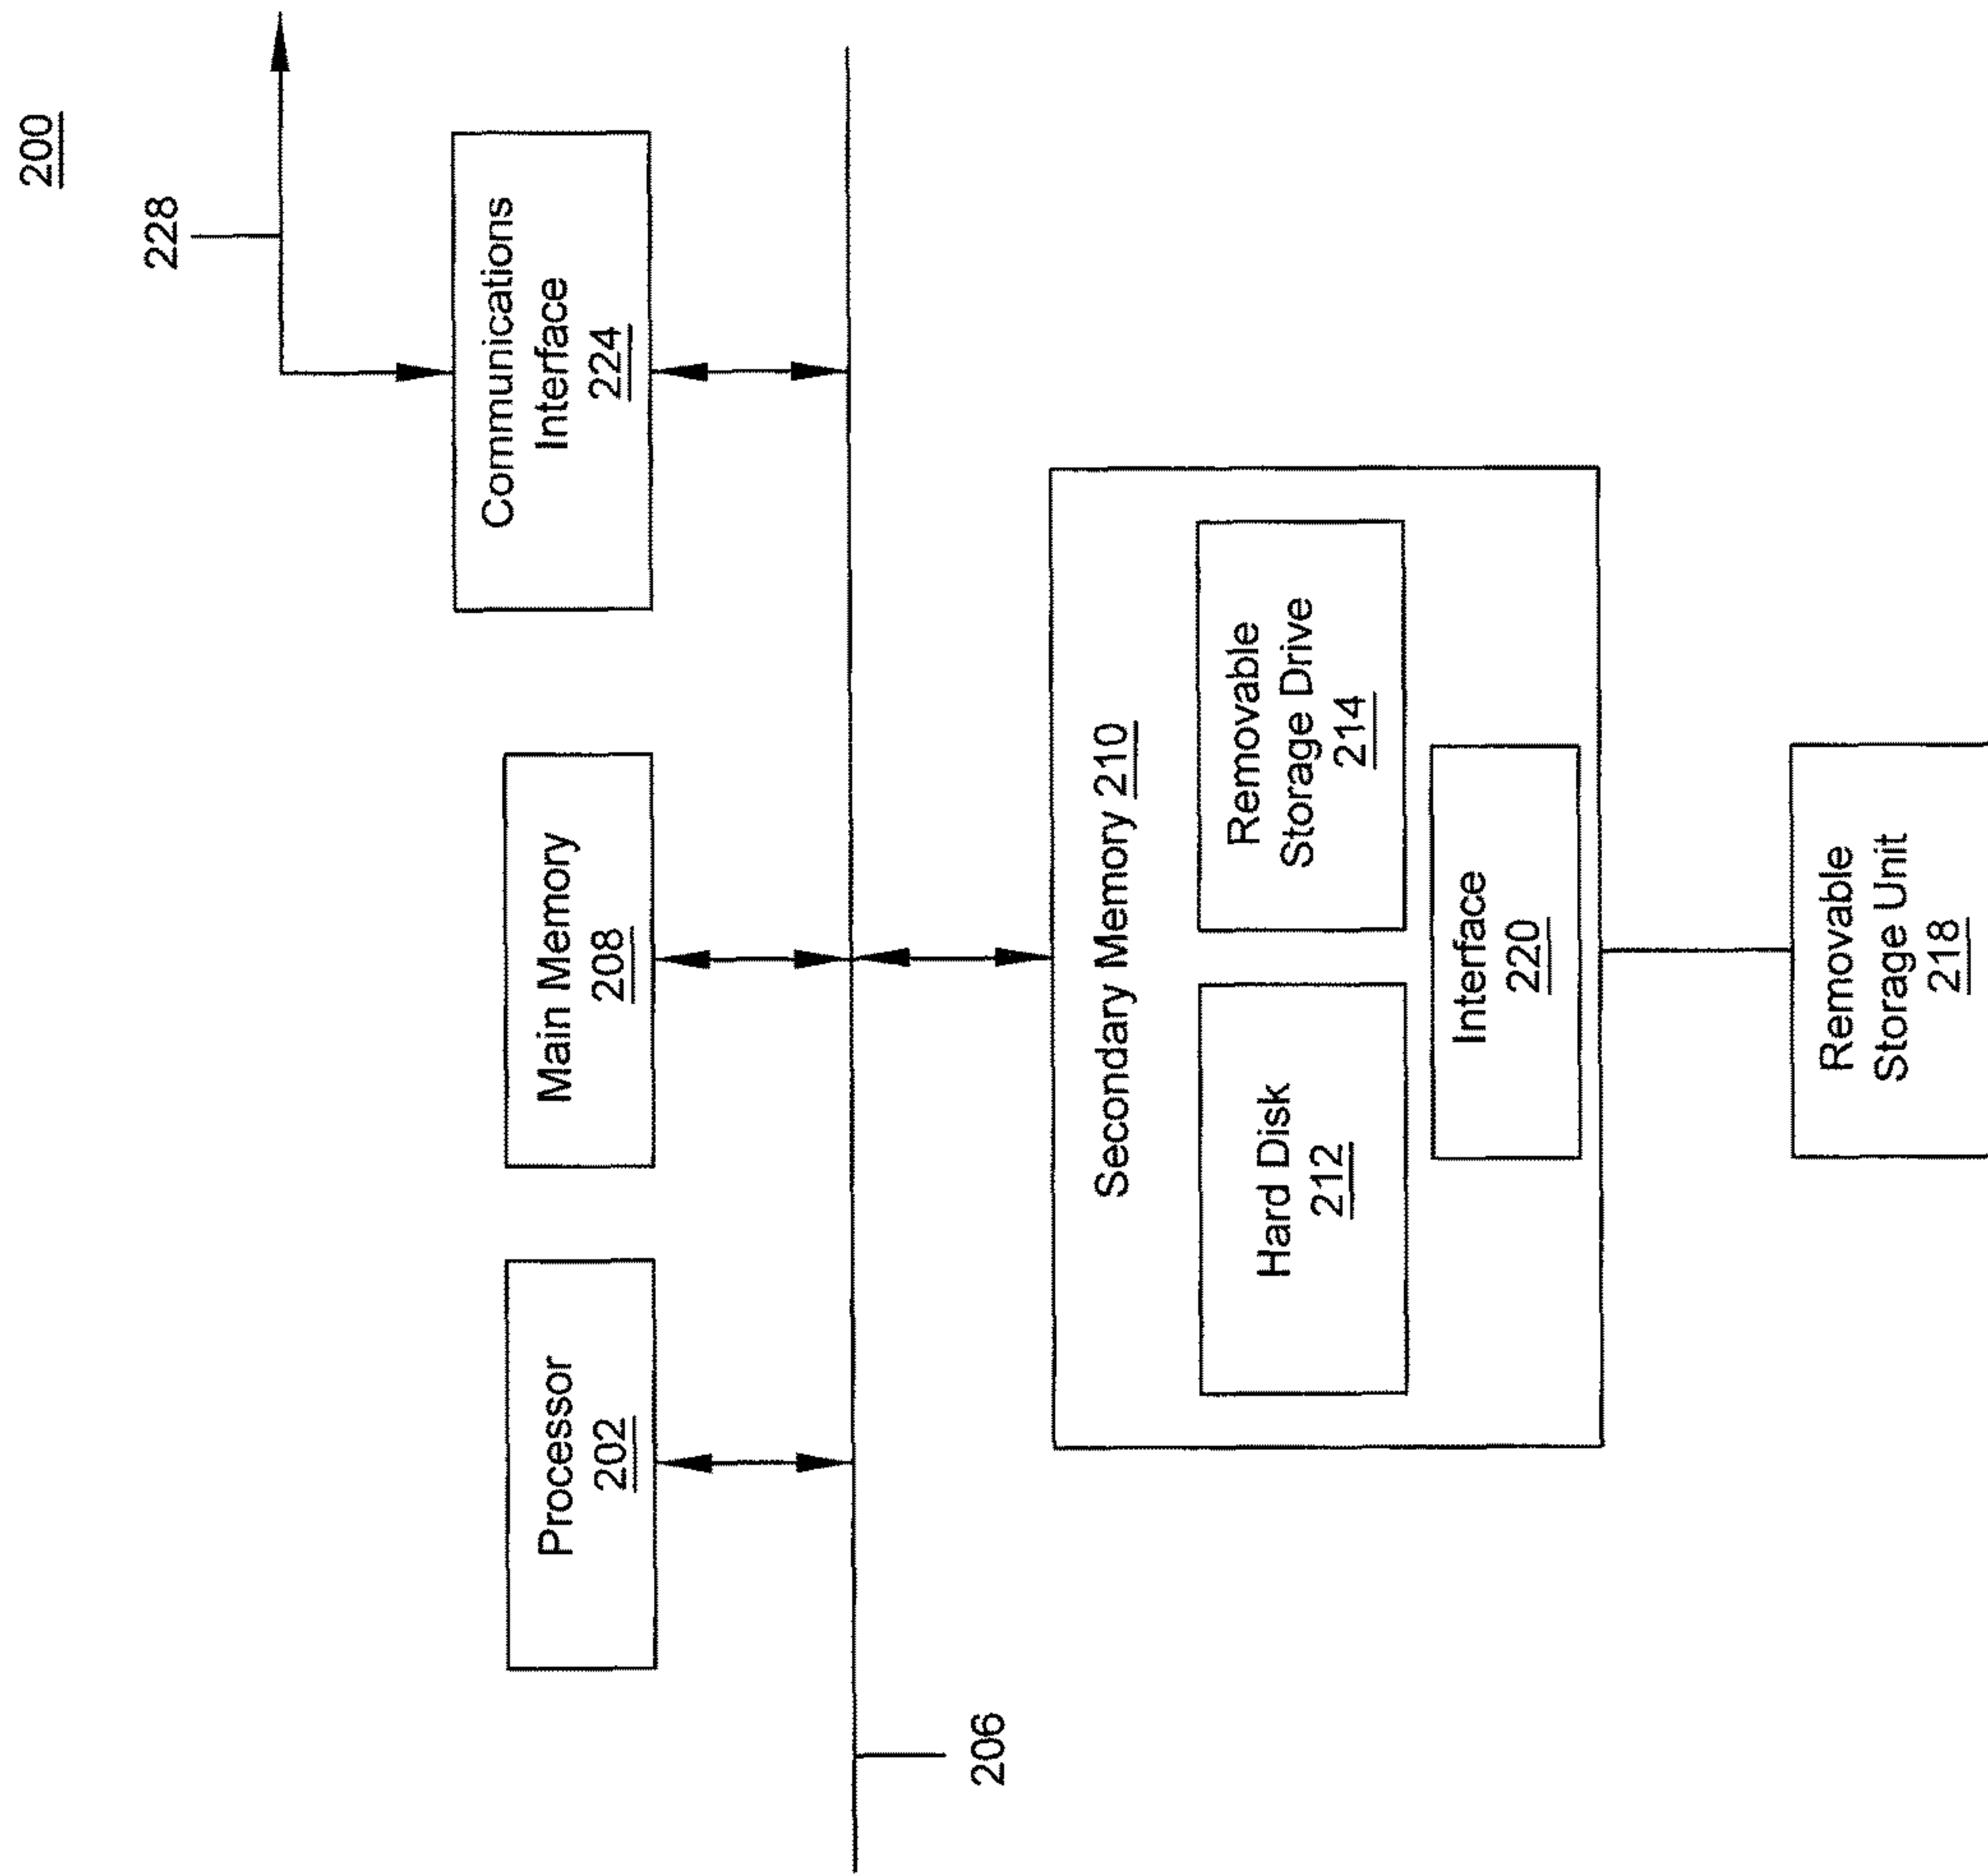 200
228
Communications
Interface
224
Main Memory
208
Processor
202
206
Secondary Memory 210
Removable
Storage Drive
214
Hard Disk
212
Interface
220
Removable
Storage Unit
218